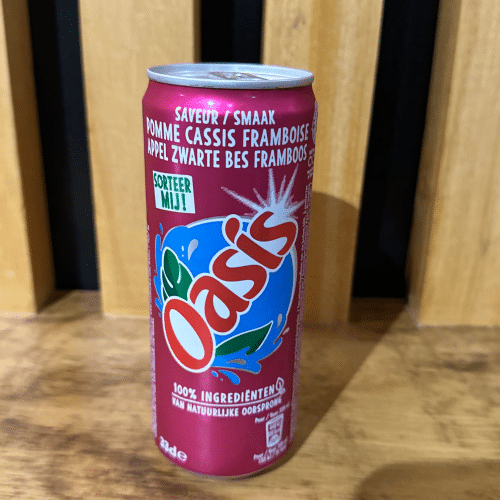 SAVEUR / SMAAK
POMME CASSIS FRAMBOISE
APPEL ZWARTE BES FRAMBOOS
SORTEER
MIJ!
Oasis
100% INGREDIËNTEN
VAN NATUURLIJKE OORSPRONG
33cl e